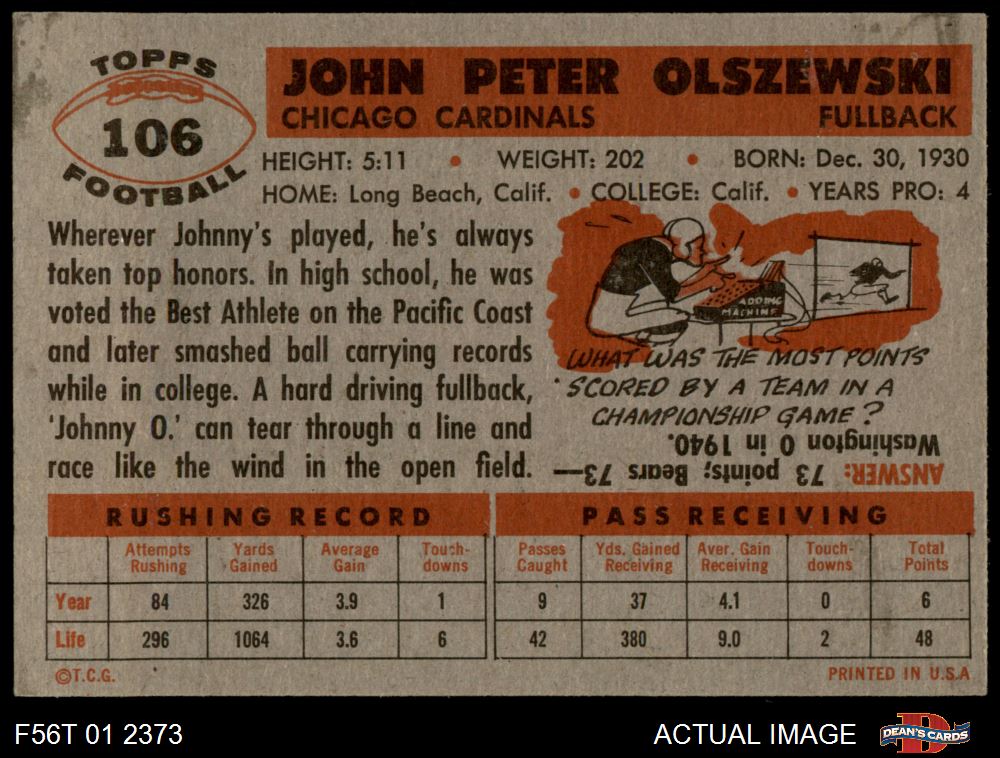 TOPPS
106
FOOTBALL
JOHN PETER OLSZEWSKI
CHICAGO CARDINALS FULLBACK
HEIGHT: 5:11 • WEIGHT: 202 • BORN: Dec. 30, 1930
HOME: Long Beach, Calif. • COLLEGE: Calif. • YEARS PRO: 4
Wherever Johnny's played, he's always
taken top honors. In high school, he was
voted the Best Athlete on the Pacific Coast
and later smashed ball carrying records
while in college. A hard driving fullback,
'Johnny O.' can tear through a line and
race like the wind in the open field.
ADDING
MACHINE
WHAT WAS THE MOST POINTS
SCORED BY A TEAM IN A
CHAMPIONSHIP GAME?
ANSWER: 73 points; Bears 73—
Washington 0 in 1940.
RUSHING RECORD
Attempts Rushing Yards Gained Average Gain Touch-downs
Year 84 326 3.9 1
Life 296 1064 3.6 6
PASS RECEIVING
Passes Caught Yds. Gained Receiving Aver. Gain Receiving Touch-downs Total Points
9 37 4.1 0 6
42 380 9.0 2 48
©T.C.G. PRINTED IN U.S.A
F56T 01 2373 ACTUAL IMAGE DEAN'S CARDS